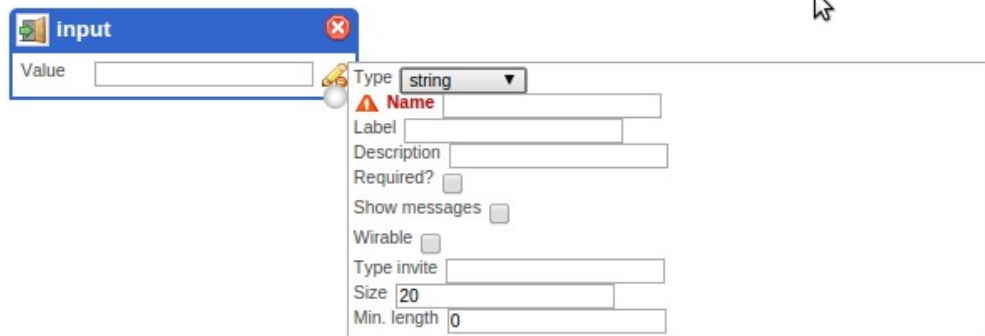 input
Value
Type string
Name
Label
Description
Required?
Show messages
Wirable
Type invite
Size 20
Min. length 0